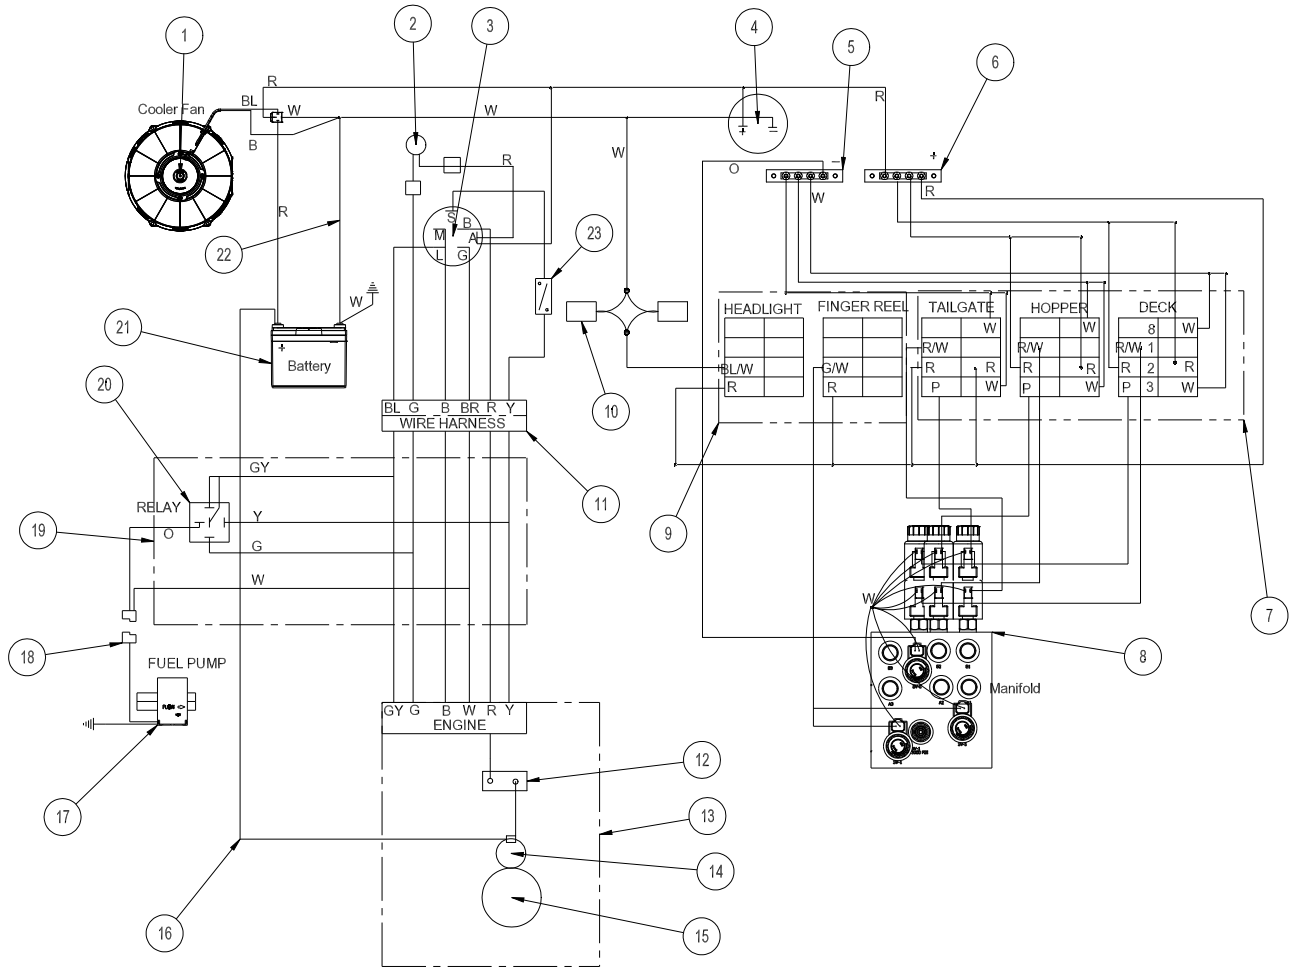 1
2
3
4
5
6
R
Cooler Fan
BL
W
W
R
B
W
R
O
−
+
W
R
+
−
S
B
M
A
L
G
R
22
23
W
21
+
−
Battery
HEADLIGHT
FINGER REEL
TAILGATE
HOPPER
DECK
W
W
8
W
R/W
R/W
R/W
1
BL/W
G/W
R
R
R
R
R
2
R
R
R
P
W
P
W
P
3
W
20
10
BL
G
B
BR
R
Y
WIRE HARNESS
11
9
7
GY
RELAY
Y
O
G
19
W
18
W
8
FUEL PUMP
Manifold
GY
G
B
W
R
Y
ENGINE
12
17
13
14
16
15